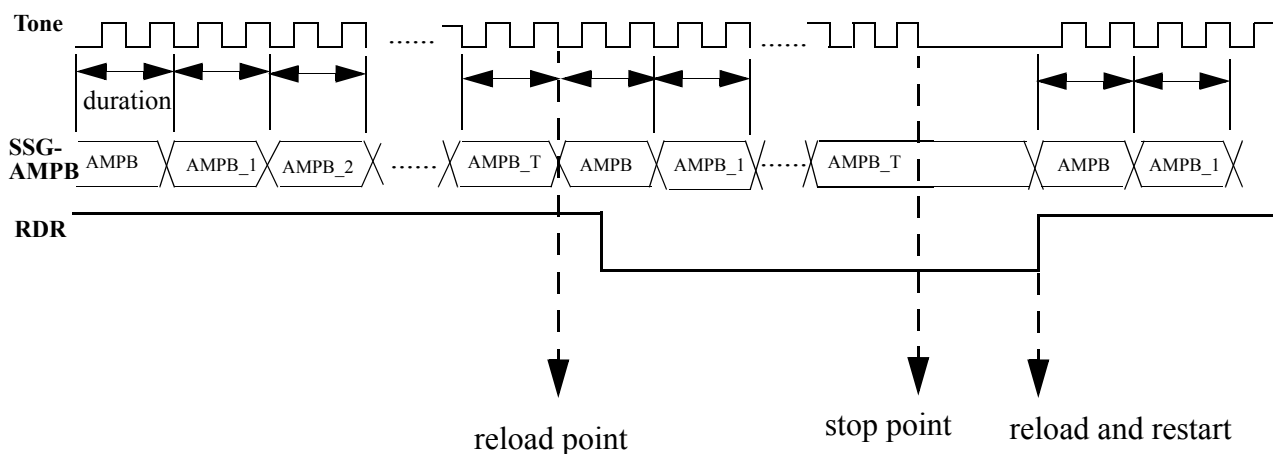 Tone
...... ......
duration
SSG-
AMPB
AMPB AMPB_1 AMPB_2 ...... AMPB_T AMPB AMPB_1 ...... AMPB_T AMPB AMPB_1
RDR
reload point stop point reload and restart